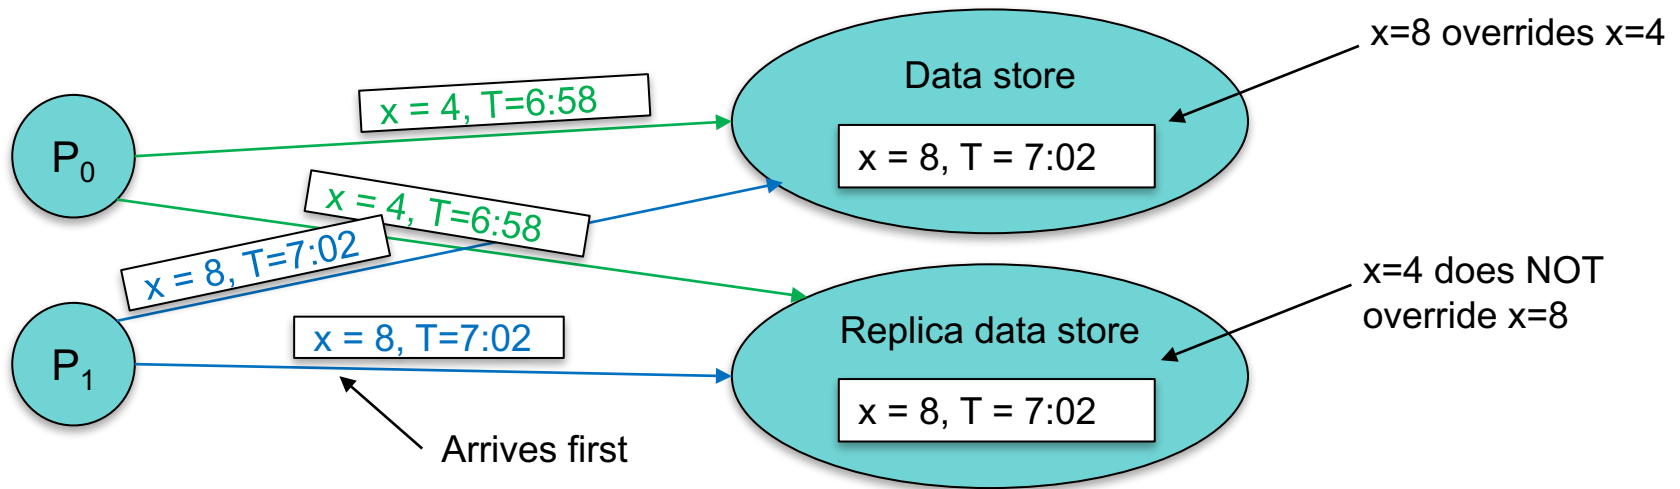 x=8 overrides x=4
Data store
x = 4, T=6:58
P₀
x = 8, T = 7:02
x = 4, T=6:58
x = 8, T=7:02
x=4 does NOT
override x=8
Replica data store
x = 8, T=7:02
P₁
x = 8, T = 7:02
Arrives first